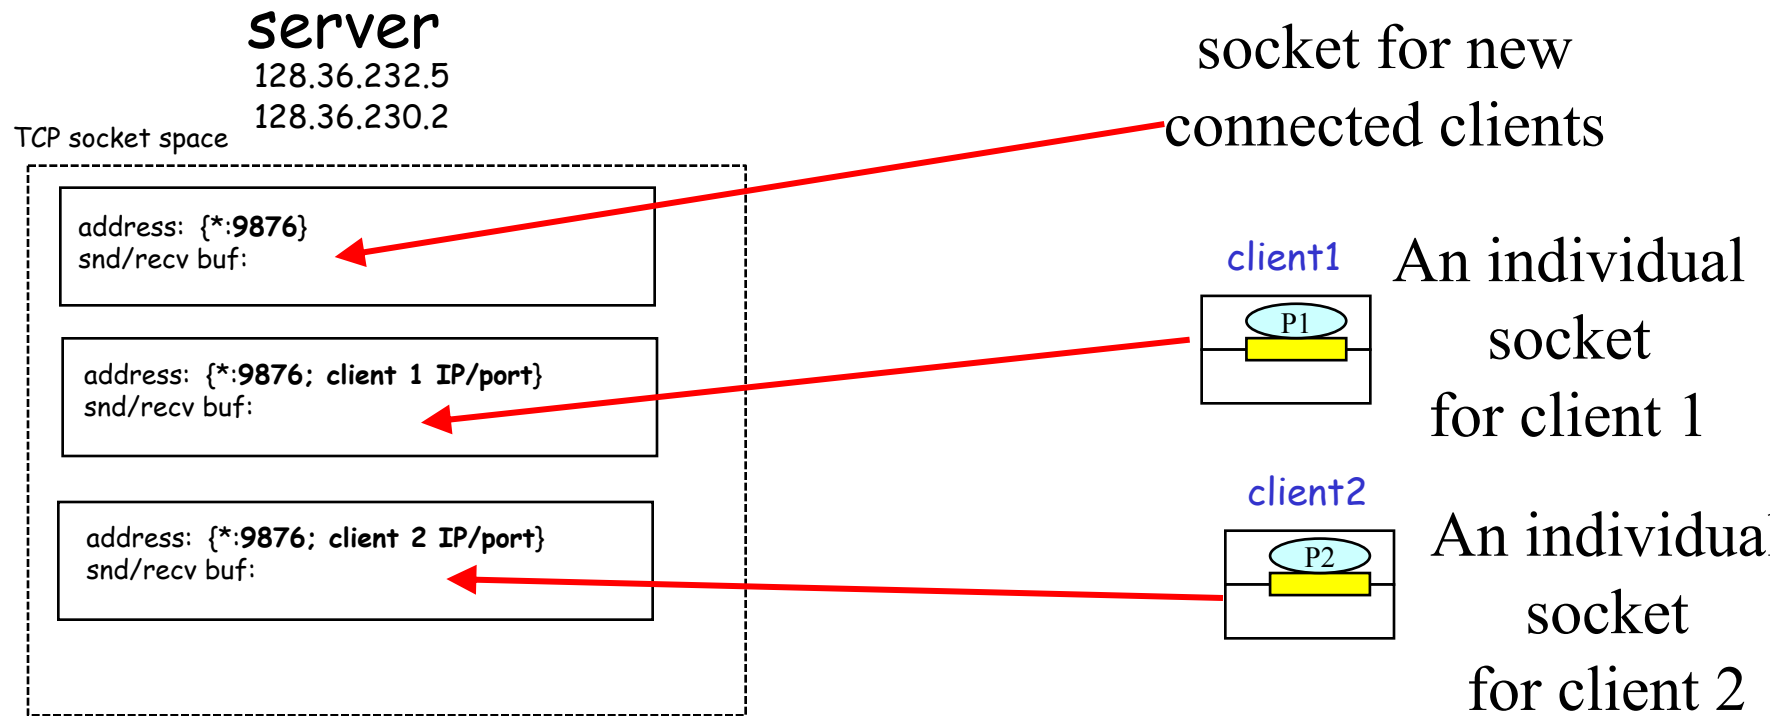 server
128.36.232.5
128.36.230.2
TCP socket space
address: {*:9876}
snd/recv buf:
address: {*:9876; client 1 IP/port}
snd/recv buf:
address: {*:9876; client 2 IP/port}
snd/recv buf:
socket for new
connected clients
client1
P1
An individual
socket
for client 1
client2
P2
An individual
socket
for client 2